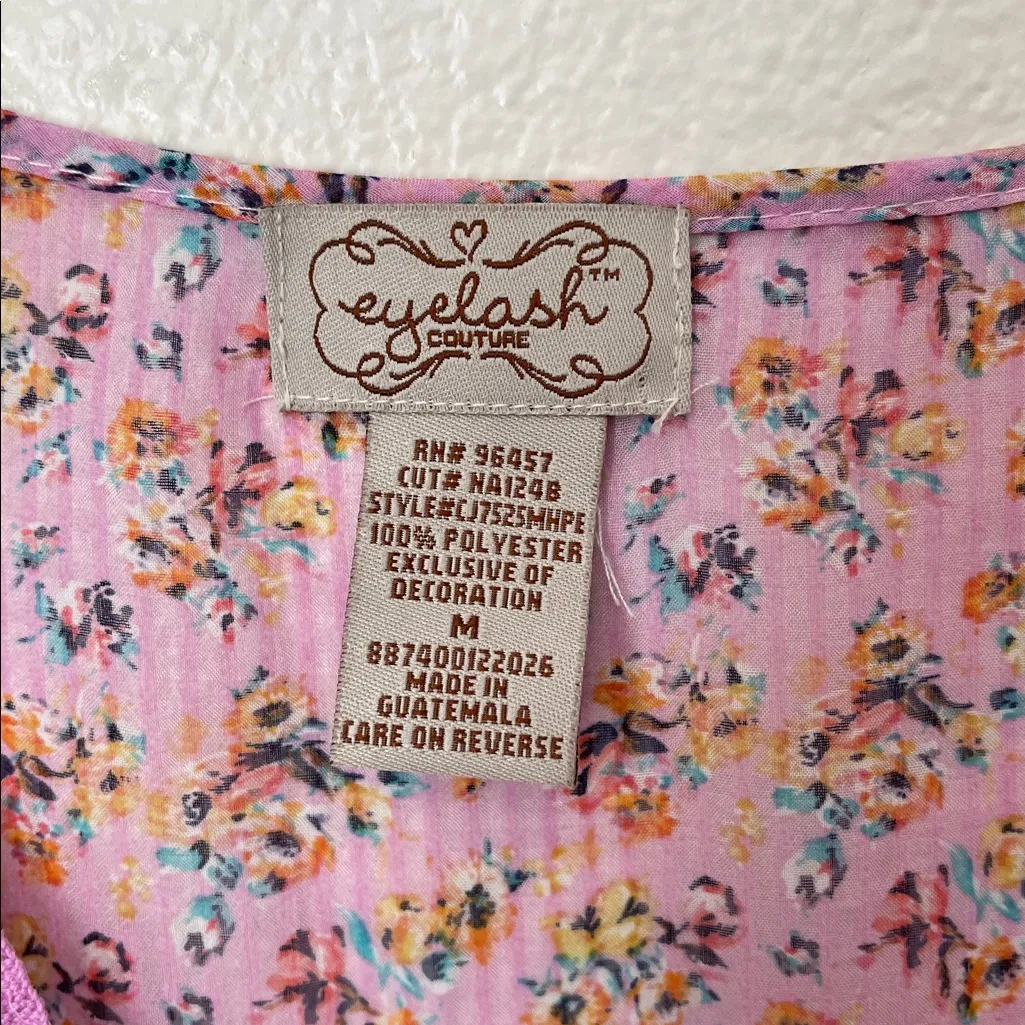 eyelash™
COUTURE
RN# 96457
CUT# NA124B
STYLE#CJ7525MHPE
100% POLYESTER
EXCLUSIVE OF
DECORATION
M
887400122026
MADE IN
GUATEMALA
CARE ON REVERSE